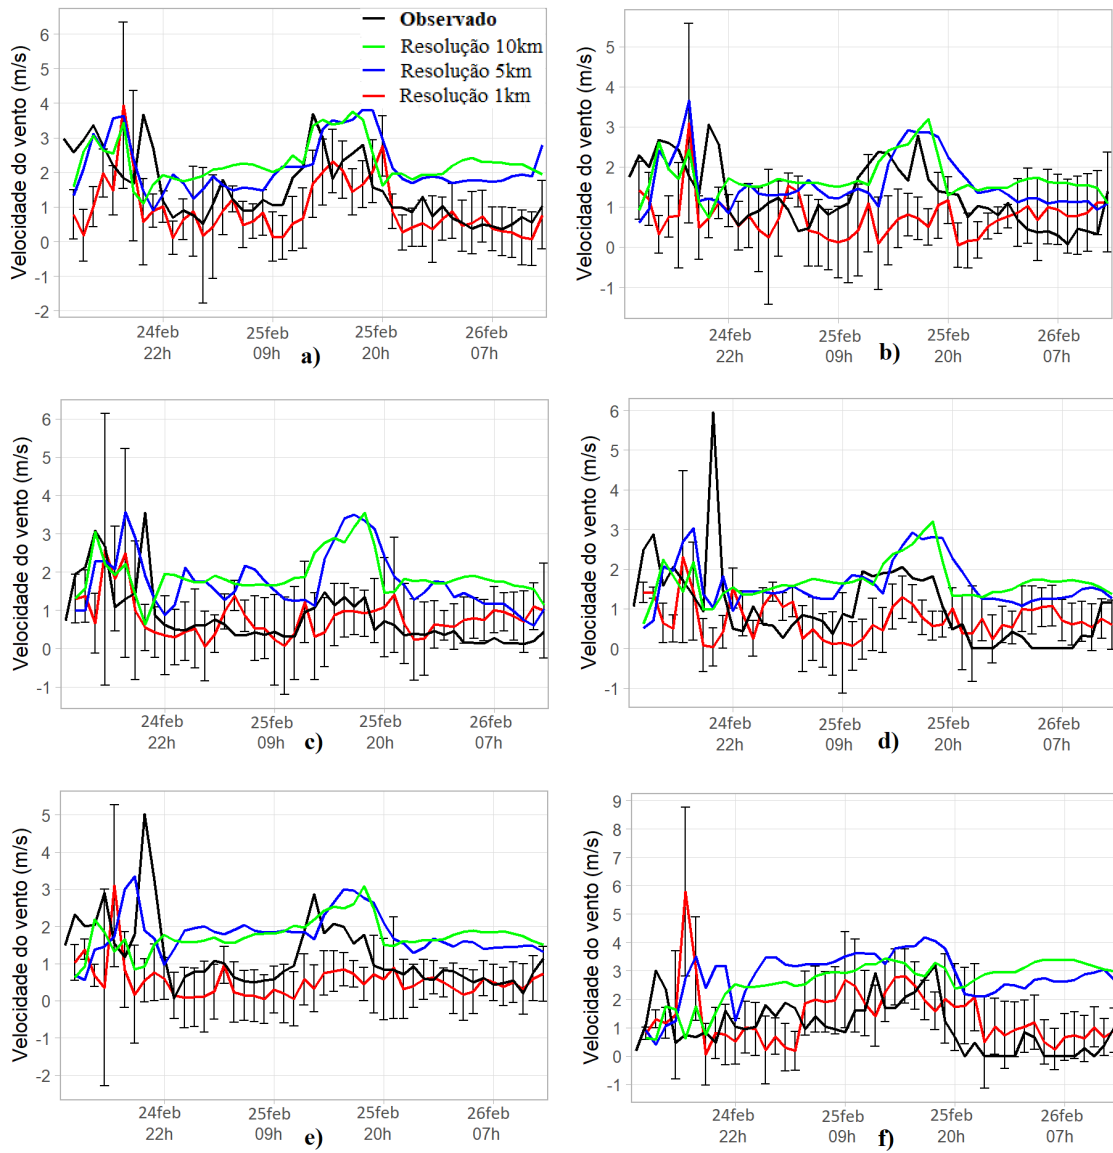 Velocidade do vento (m/s)
6
5
4
3
2
1
0
-1
-2
Observado
Resolução 10km
Resolução 5km
Resolução 1km
24feb 25feb 25feb 26feb
22h 09h 20h 07h
a)
Velocidade do vento (m/s)
5
4
3
2
1
0
-1
24feb 25feb 25feb 26feb
22h 09h 20h 07h
b)
Velocidade do vento (m/s)
6
5
4
3
2
1
0
-1
24feb 25feb 25feb 26feb
22h 09h 20h 07h
c)
Velocidade do vento (m/s)
6
5
4
3
2
1
0
-1
24feb 25feb 25feb 26feb
22h 09h 20h 07h
d)
Velocidade do vento (m/s)
5
4
3
2
1
0
-1
-2
24feb 25feb 25feb 26feb
22h 09h 20h 07h
e)
Velocidade do vento (m/s)
9
8
7
6
5
4
3
2
1
0
-1
24feb 25feb 25feb 26feb
22h 09h 20h 07h
f)